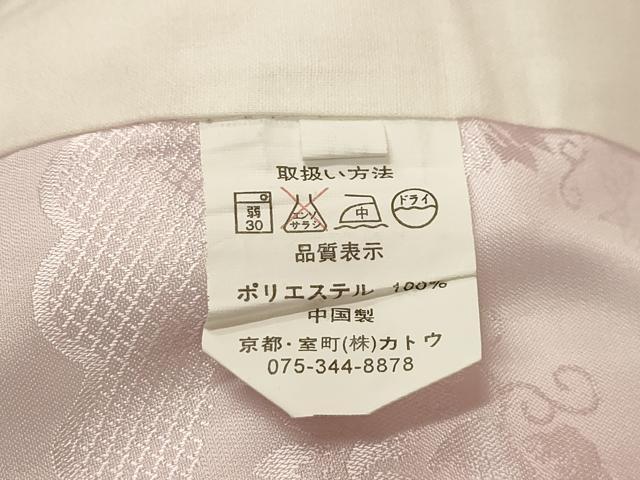 取扱い方法
弱 30 エンソ サラシ 中 ドライ
品質表示
ポリエステル 100%
中国製
京都・室町(株)カトウ
075-344-8878